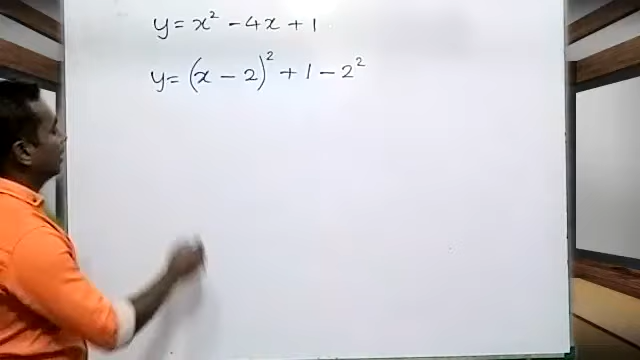 y = x² - 4x + 1
y = (x - 2)² + 1 - 2²